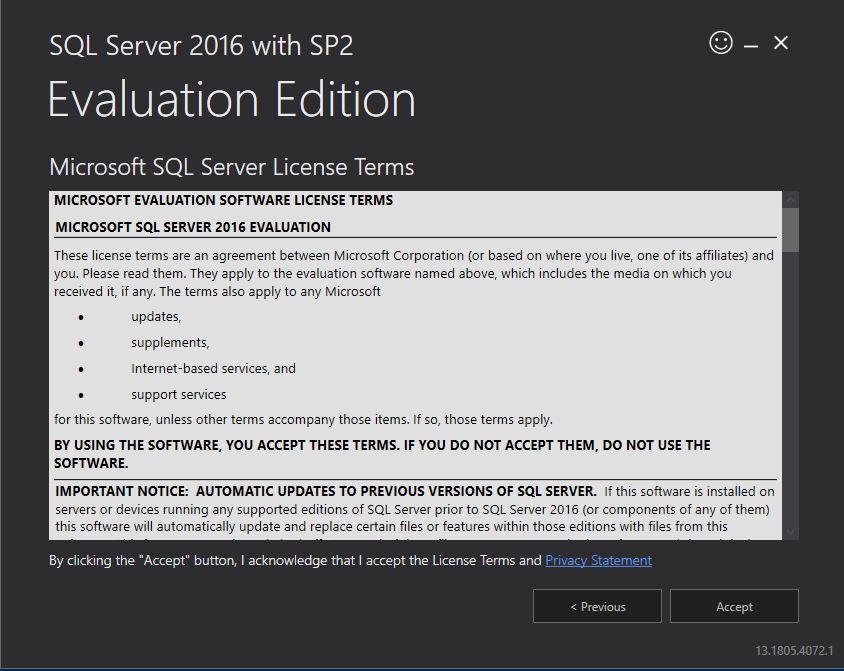 SQL Server 2016 with SP2
Evaluation Edition
Microsoft SQL Server License Terms
MICROSOFT EVALUATION SOFTWARE LICENSE TERMS
MICROSOFT SQL SERVER 2016 EVALUATION
These license terms are an agreement between Microsoft Corporation (or based on where you live, one of its affiliates) and
you. Please read them. They apply to the evaluation software named above, which includes the media on which you
received it, if any. The terms also apply to any Microsoft
• updates,
• supplements,
• Internet-based services, and
• support services
for this software, unless other terms accompany those items. If so, those terms apply.
BY USING THE SOFTWARE, YOU ACCEPT THESE TERMS. IF YOU DO NOT ACCEPT THEM, DO NOT USE THE
SOFTWARE.
IMPORTANT NOTICE: AUTOMATIC UPDATES TO PREVIOUS VERSIONS OF SQL SERVER. If this software is installed on
servers or devices running any supported editions of SQL Server prior to SQL Server 2016 (or components of any of them)
this software will automatically update and replace certain files or features within those editions with files from this
By clicking the "Accept" button, I acknowledge that I accept the License Terms and Privacy Statement
< Previous
Accept
13.1805.4072.1